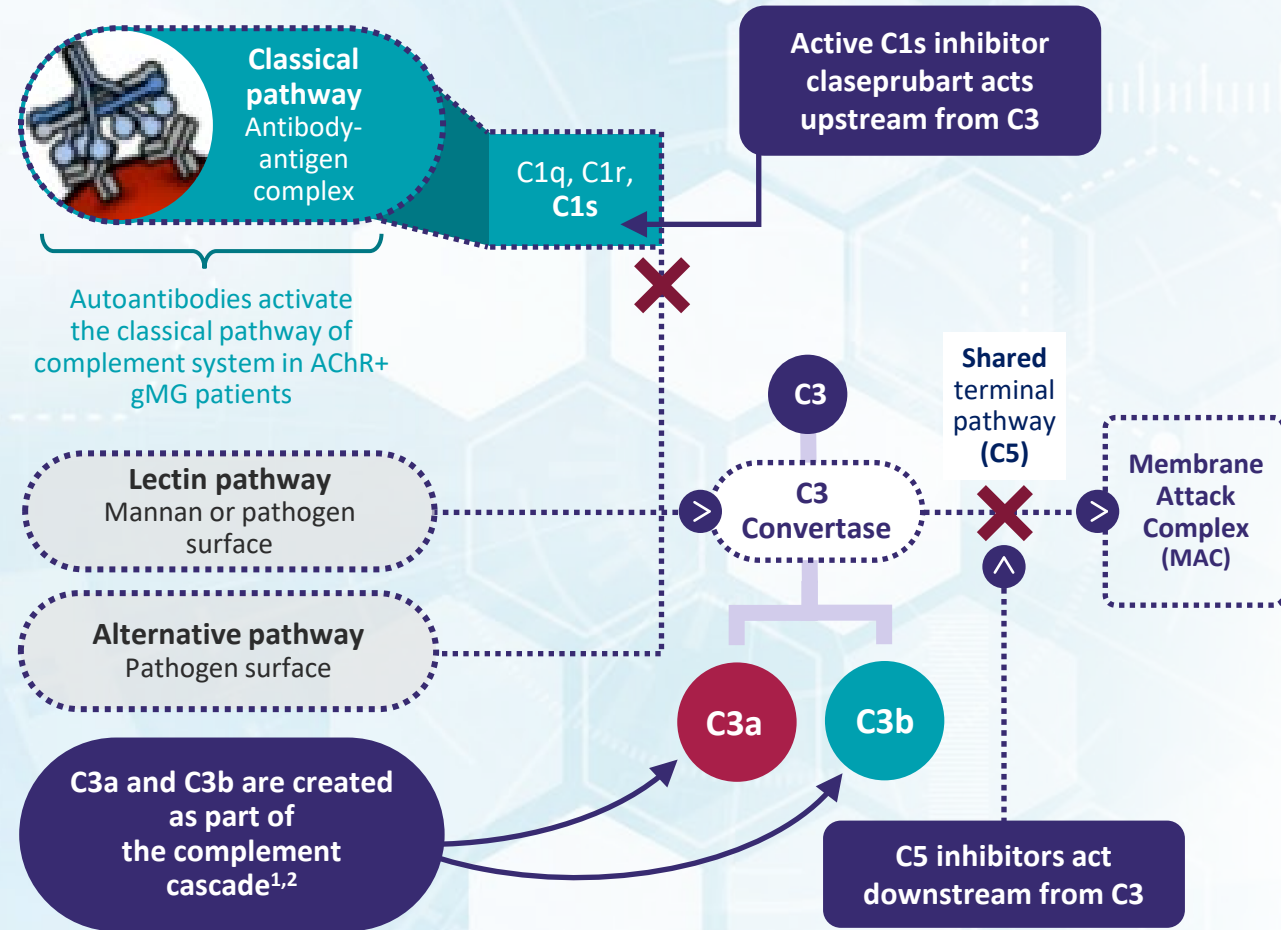 Classical
pathway
Antibody-
antigen
complex
C1q, C1r,
C1s
Active C1s inhibitor
claseprubart acts
upstream from C3
Autoantibodies activate
the classical pathway of
complement system in AChR+
gMG patients
Lectin pathway
Mannan or pathogen
surface
Alternative pathway
Pathogen surface
C3
C3
Convertase
Shared
terminal
pathway
(C5)
Membrane
Attack
Complex
(MAC)
C3a
C3b
C3a and C3b are created
as part of
the complement
cascade1,2
C5 inhibitors act
downstream from C3